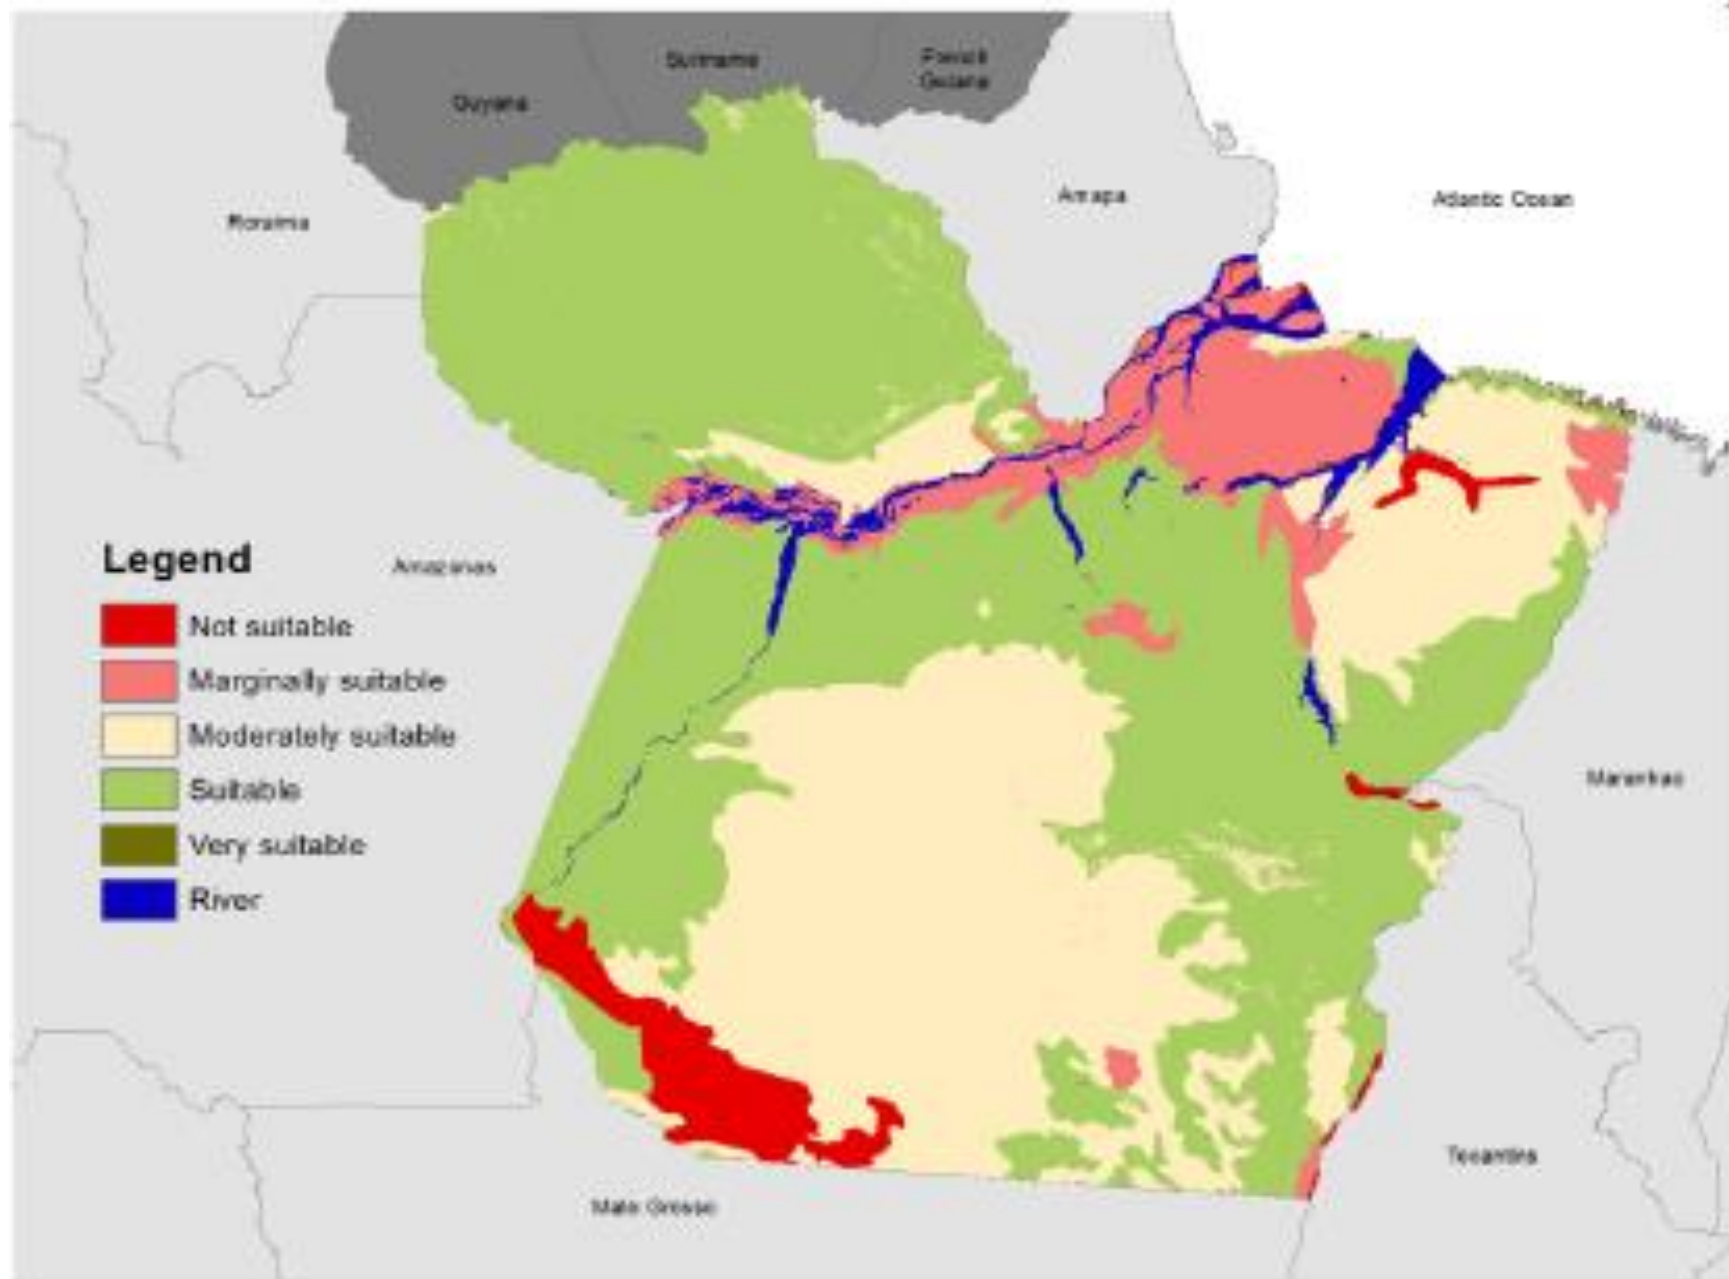 Suriname
French
Guiana
Guyana
Amapa
Atlantic Ocean
Roraima
Legend
Amazonas
Not suitable
Marginally suitable
Moderately suitable
Suitable
Maranhao
Very suitable
River
Tocantins
Mato Grosso